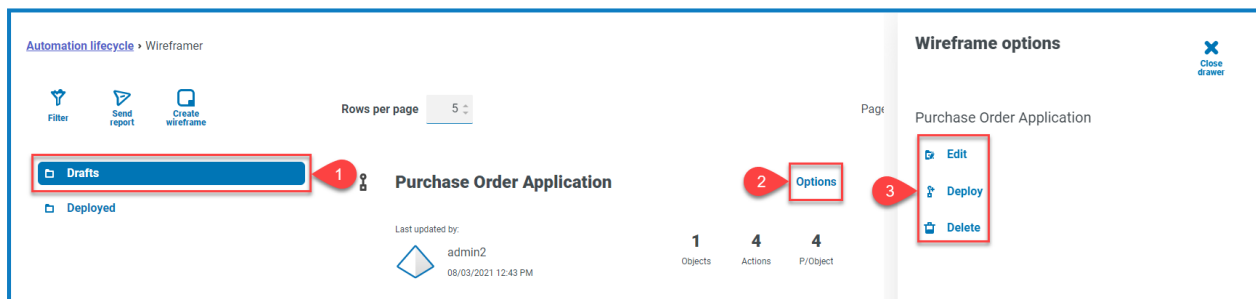 Automation lifecycle › Wireframer
Filter
Send report
Create wireframe
Rows per page 5
Page
Drafts
1
Deployed
Purchase Order Application
2
Options
Last updated by:
admin2
08/03/2021 12:43 PM
1
Objects
4
Actions
4
P/Object
Wireframe options
Close drawer
Purchase Order Application
3
Edit
Deploy
Delete